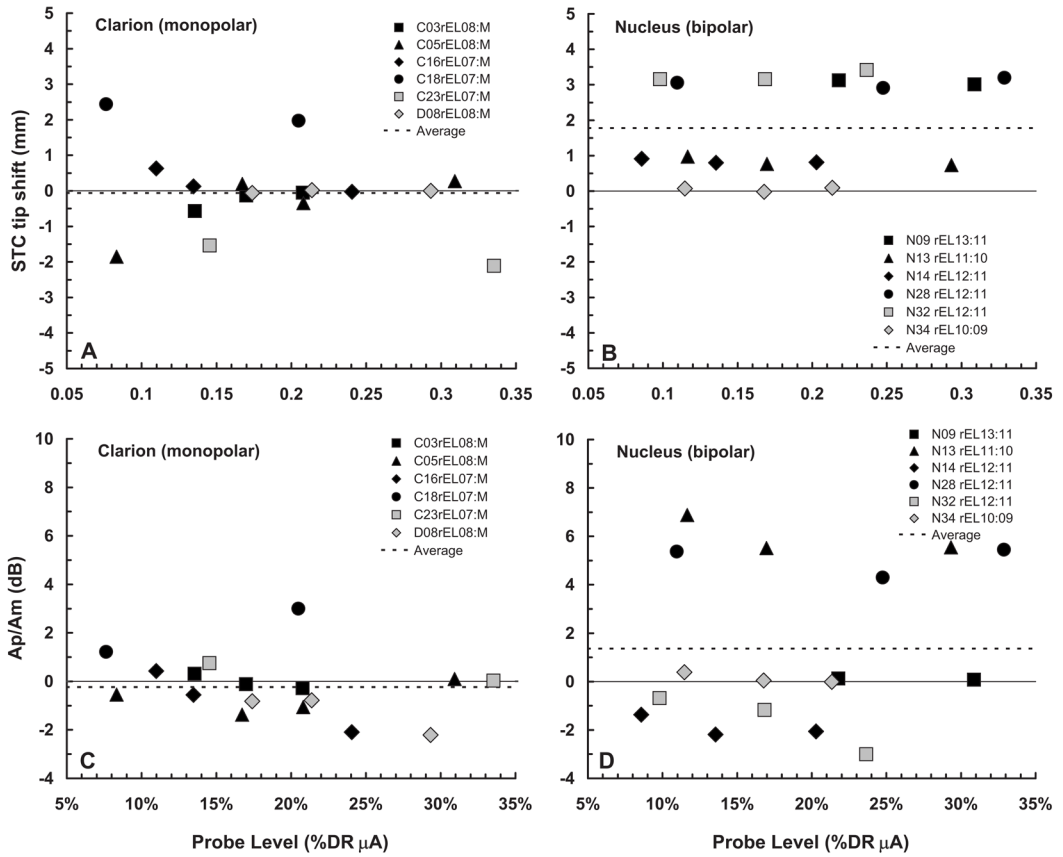 Clarion (monopolar)
C03rEL08:M
C05rEL08:M
C16rEL07:M
C18rEL07:M
C23rEL07:M
D08rEL08:M
Average
STC tip shift (mm)
5
4
3
2
1
0
-1
-2
-3
-4
-5
A
0.05
0.1
0.15
0.2
0.25
0.3
0.35
Nucleus (bipolar)
5
4
3
2
1
0
-1
-2
-3
-4
-5
N09 rEL13:11
N13 rEL11:10
N14 rEL12:11
N28 rEL12:11
N32 rEL12:11
N34 rEL10:09
Average
B
0.05
0.1
0.15
0.2
0.25
0.3
0.35
Clarion (monopolar)
C03rEL08:M
C05rEL08:M
C16rEL07:M
C18rEL07:M
C23rEL07:M
D08rEL08:M
Average
Ap/Am (dB)
10
8
6
4
2
0
-2
-4
C
5%
10%
15%
20%
25%
30%
35%
Probe Level (%DR µA)
Nucleus (bipolar)
N09 rEL13:11
N13 rEL11:10
N14 rEL12:11
N28 rEL12:11
N32 rEL12:11
N34 rEL10:09
Average
10
8
6
4
2
0
-2
-4
D
10%
15%
20%
25%
30%
35%
Probe Level (%DR µA)